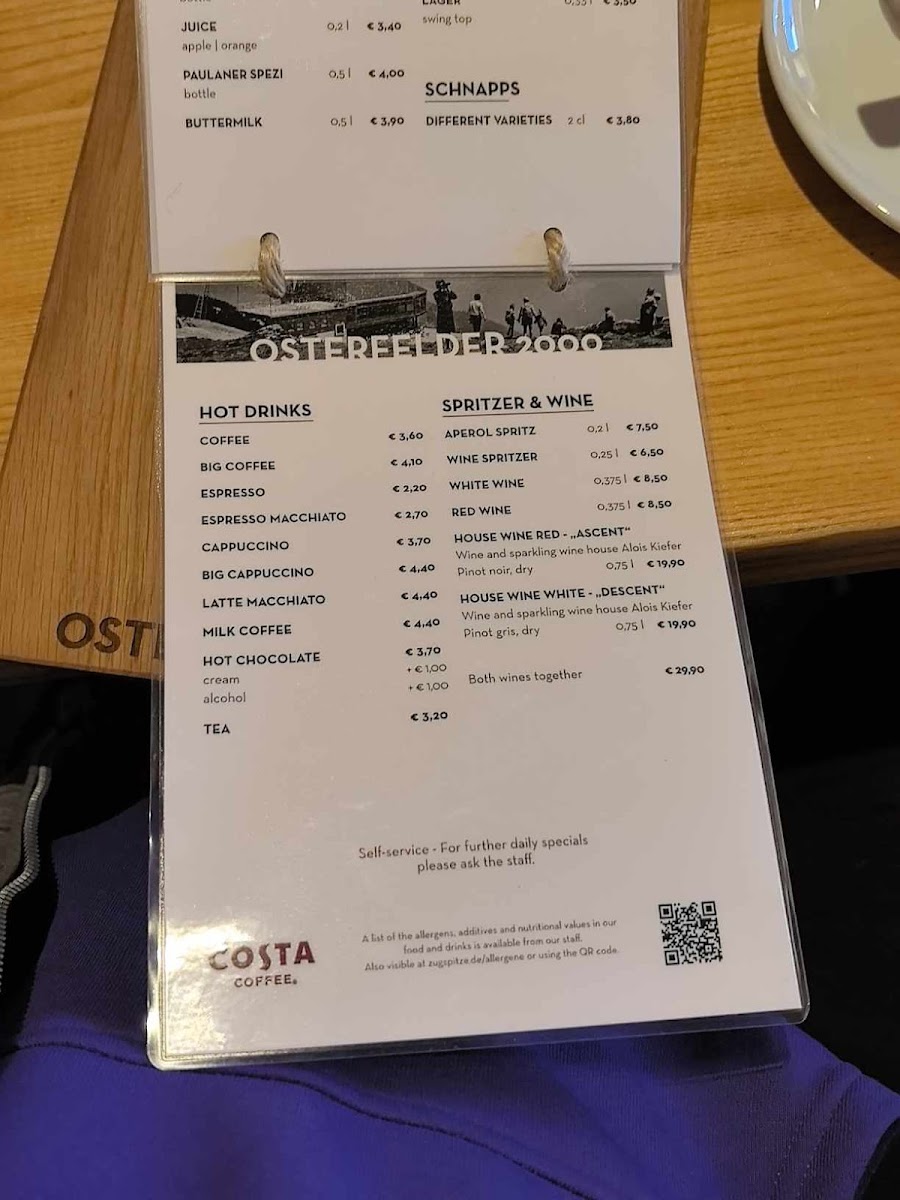 JUICE 0,2 l € 3,40
apple | orange
PAULANER SPEZI 0,5 l € 4,00
bottle
BUTTERMILK 0,5 l € 3,90
LAGER 0,33 l € 3,50
swing top
SCHNAPPS
DIFFERENT VARIETIES 2 cl € 3,80
OSTERFELDER 2000
HOT DRINKS
COFFEE € 3,60
BIG COFFEE € 4,10
ESPRESSO € 2,20
ESPRESSO MACCHIATO € 2,70
CAPPUCCINO € 3,70
BIG CAPPUCCINO € 4,40
LATTE MACCHIATO € 4,40
MILK COFFEE € 4,40
HOT CHOCOLATE € 3,70
cream + € 1,00
alcohol + € 1,00
TEA € 3,20
SPRITZER & WINE
APEROL SPRITZ 0,2 l € 7,50
WINE SPRITZER 0,25 l € 6,50
WHITE WINE 0,375 l € 8,50
RED WINE 0,375 l € 8,50
HOUSE WINE RED - „ASCENT“
Wine and sparkling wine house Alois Kiefer
Pinot noir, dry 0,75 l € 19,90
HOUSE WINE WHITE - „DESCENT“
Wine and sparkling wine house Alois Kiefer
Pinot gris, dry 0,75 l € 19,90
Both wines together € 29,90
OST
Self-service - For further daily specials
please ask the staff.
COSTA
COFFEE®
A list of the allergens, additives and nutritional values in our
food and drinks is available from our staff.
Also visible at zugspitze.de/allergene or using the QR code.